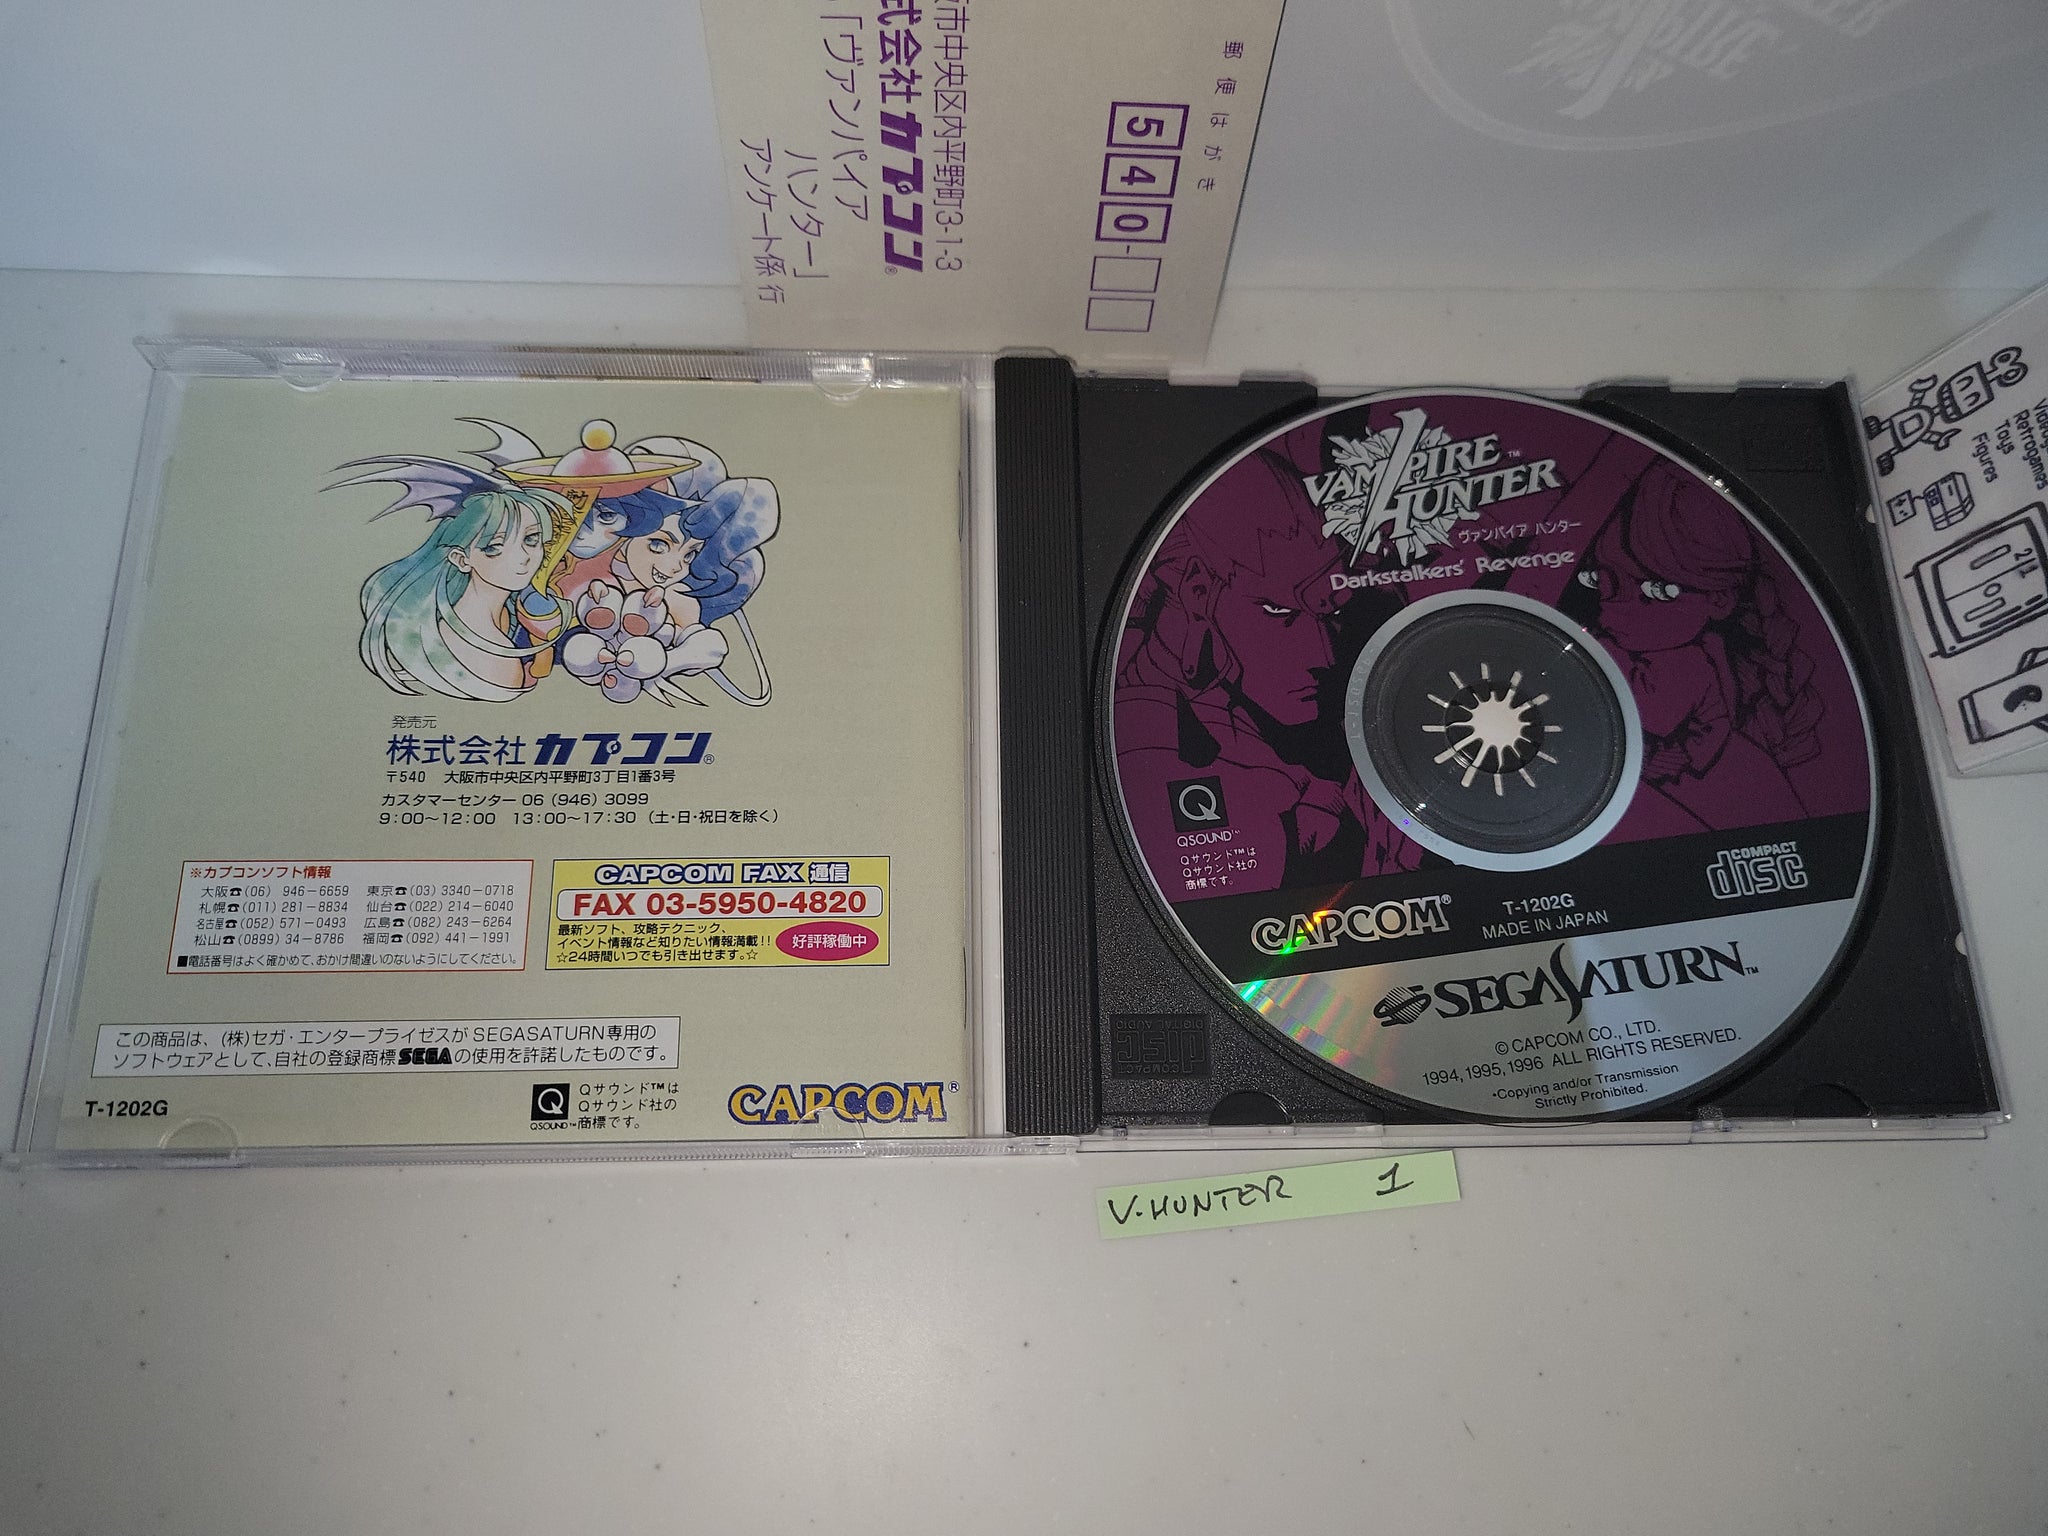 郵便はがき
540-
市中央区内平野町3-1-3
式会社カプコン®
「ヴァンパイア
ハンター」
アンケート係 行
発売元
株式会社カプコン®
〒540 大阪市中央区内平野町3丁目1番3号
カスタマーセンター 06 (946) 3099
9:00〜12:00 13:00〜17:30 (土・日・祝日を除く)
※カプコンソフト情報
大阪☎(06) 946-6659 東京☎(03) 3340-0718
札幌☎(011) 281-8834 仙台☎(022) 214-6040
名古屋☎(052) 571-0493 広島☎(082) 243-6264
松山☎(0899) 34-8786 福岡☎(092) 441-1991
■電話番号はよく確かめて、おかけ間違いのないようにしてください。
CAPCOM FAX 通信
FAX 03-5950-4820
最新ソフト、攻略テクニック、
イベント情報など知りたい情報満載!!
☆24時間いつでも引き出せます。☆
好評稼働中
この商品は、(株)セガ・エンタープライゼスがSEGASATURN専用の
ソフトウェアとして、自社の登録商標SEGAの使用を許諾したものです。
T-1202G
Q
QSOUND™
Qサウンド™は
Qサウンド社の
商標です。
CAPCOM®
VAMPIRE™
HUNTER
ヴァンパイア ハンター
Darkstalkers' Revenge
Q
QSOUND™
Qサウンド™は
Qサウンド社の
商標です。
COMPACT
disc
CAPCOM®
T-1202G
MADE IN JAPAN
SEGASATURN™
©CAPCOM CO., LTD.
1994,1995,1996 ALL RIGHTS RESERVED.
•Copying and/or Transmission
Strictly Prohibited.
COMPACT
disc
DIGITAL AUDIO
Retrogames
Toys
Figures
V.HUNTER 1